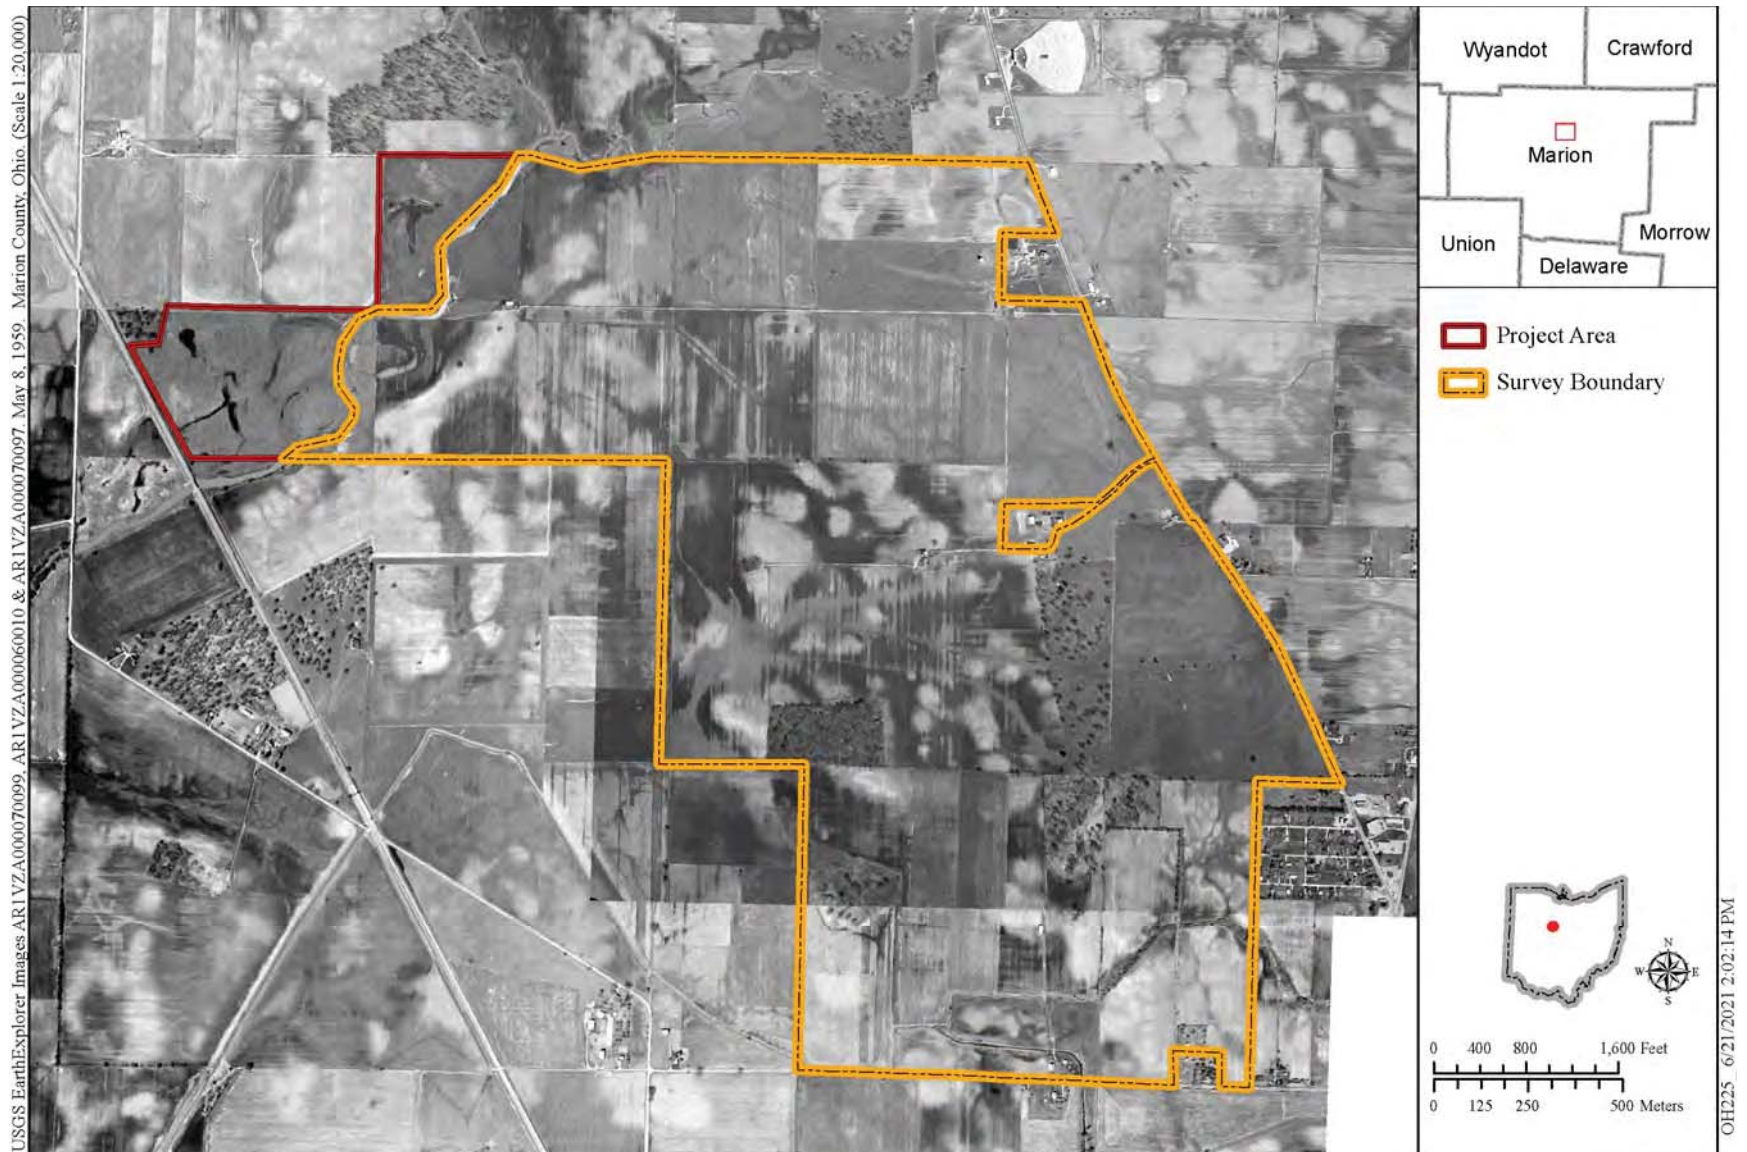 USGS EarthExplorer Images AR1VZA000070099, AR1VZA000060010 & AR1VZA000070097. May 8, 1959. Marion County, Ohio. (Scale 1:20,000)
Wyandot
Crawford
Marion
Union
Morrow
Delaware
Project Area
Survey Boundary
N
W
E
S
0 400 800 1,600 Feet
0 125 250 500 Meters
OH225_ 6/21/2021 2:02:14 PM